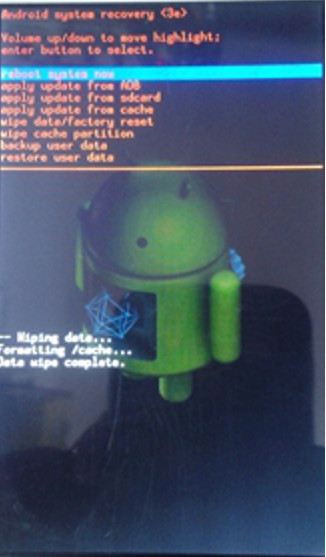 Android system recovery <3e>
Volume up/down to move highlight;
enter button to select.
reboot system now
apply update from ADB
apply update from sdcard
apply update from cache
wipe data/factory reset
wipe cache partition
backup user data
restore user data
-- Wiping data...
Formatting /cache...
Data wipe complete.